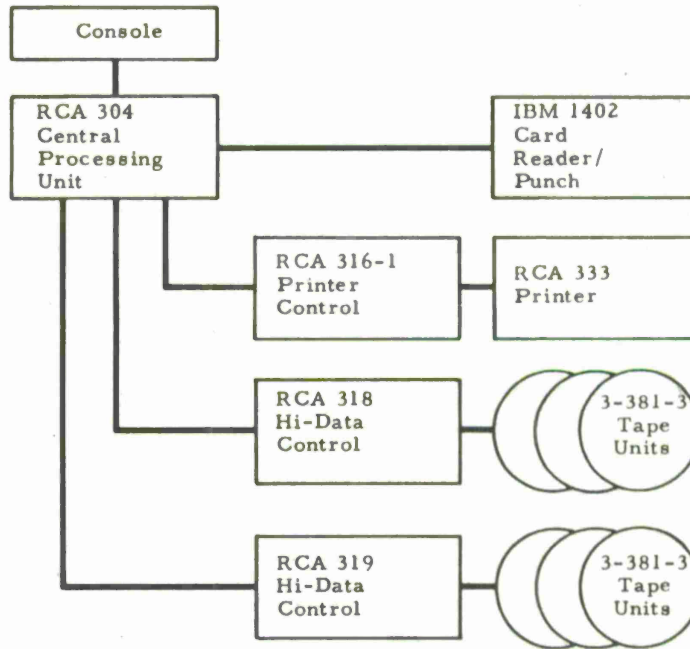 Console
RCA 304
Central
Processing
Unit
IBM 1402
Card
Reader/
Punch
RCA 316-1
Printer
Control
RCA 333
Printer
RCA 318
Hi-Data
Control
3-381-3
Tape
Units
RCA 319
Hi-Data
Control
3-381-3
Tape
Units